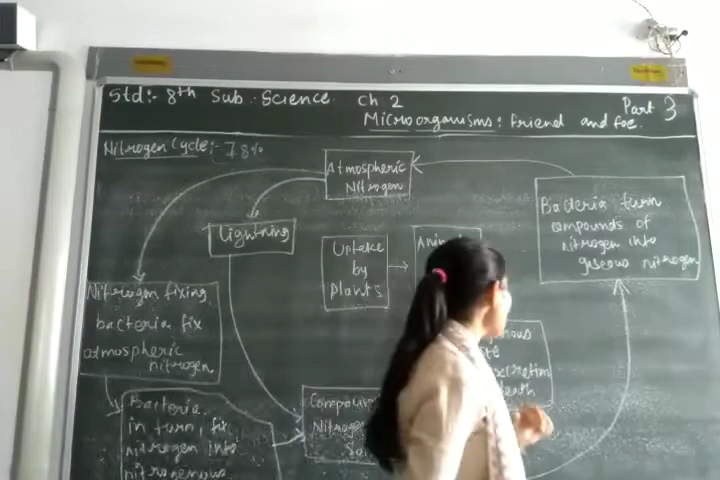 Std:- 8th Sub. Science Ch 2
Microorganisms: Friend and foe.
Part 3
Nitrogen Cycle:- 78%
Atmospheric
Nitrogen
Lightning
Uptake
by
Plants
Bacteria turn
compounds of
nitrogen into
gaseous nitrogen
Nitrogen fixing
bacteria fix
atmospheric
nitrogen
Bacteria
in turn, fix
nitrogen into
nitrogenous
Nitrogen
excretion